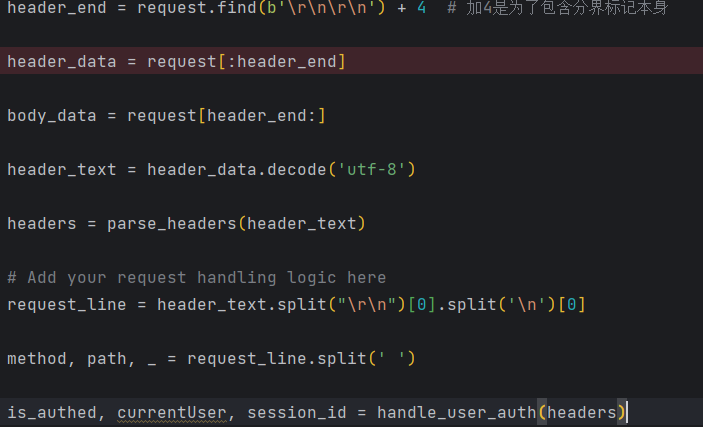 header_end = request.find(b'\r\n\r\n') + 4  # 加4是为了包含分界标记本身
header_data = request[:header_end]
body_data = request[header_end:]
header_text = header_data.decode('utf-8')
headers = parse_headers(header_text)
# Add your request handling logic here
request_line = header_text.split("\r\n")[0].split('\n')[0]
method, path, _ = request_line.split(' ')
is_authed, currentUser, session_id = handle_user_auth(headers)